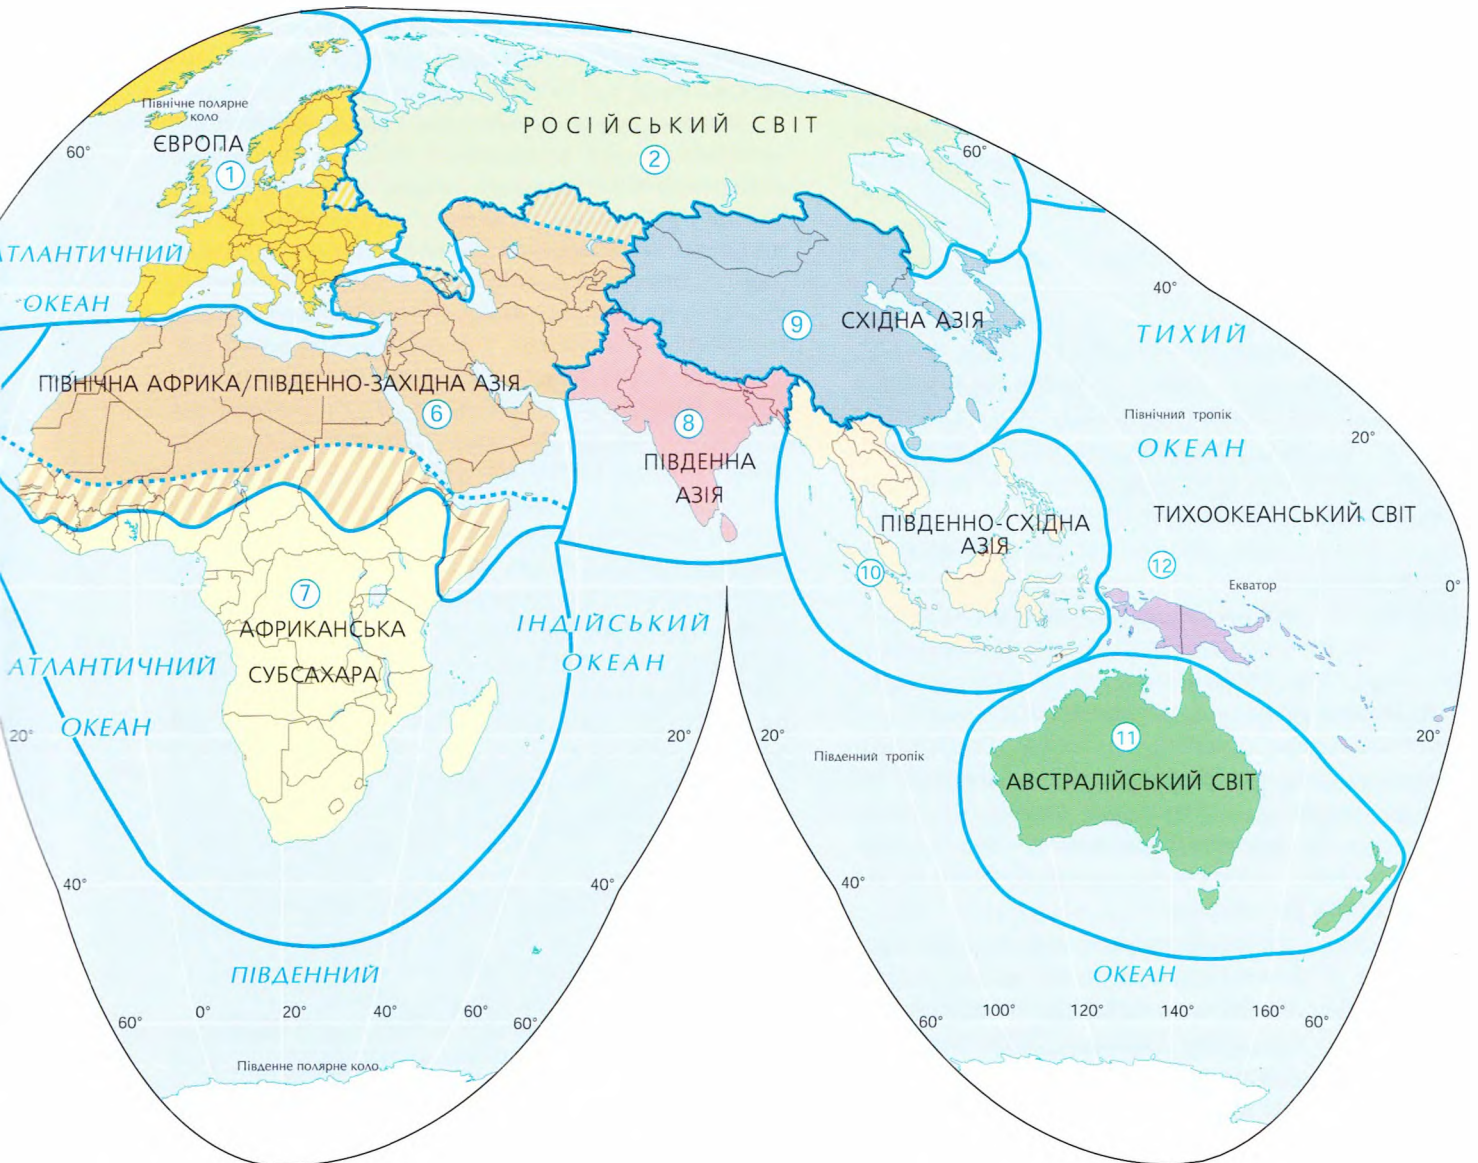 Північне полярне
коло
ЄВРОПА
1
60°
РОСІЙСЬКИЙ СВІТ
2
60°
АТЛАНТИЧНИЙ
ОКЕАН
40°
9
СХІДНА АЗІЯ
ТИХИЙ
ОКЕАН
ПІВНІЧНА АФРИКА/ПІВДЕННО-ЗАХІДНА АЗІЯ
6
8
ПІВДЕННА
АЗІЯ
Північний тропік
20°
ПІВДЕННО-СХІДНА
АЗІЯ
10
ТИХООКЕАНСЬКИЙ СВІТ
12
Екватор
0°
7
АФРИКАНСЬКА
СУБСАХАРА
ІНДІЙСЬКИЙ
ОКЕАН
АТЛАНТИЧНИЙ
ОКЕАН
20°
20°
20°
20°
Південний тропік
11
АВСТРАЛІЙСЬКИЙ СВІТ
40°
40°
40°
ПІВДЕННИЙ
ОКЕАН
60°
0°
20°
40°
60°
60°
60°
100°
120°
140°
160°
60°
Південне полярне коло